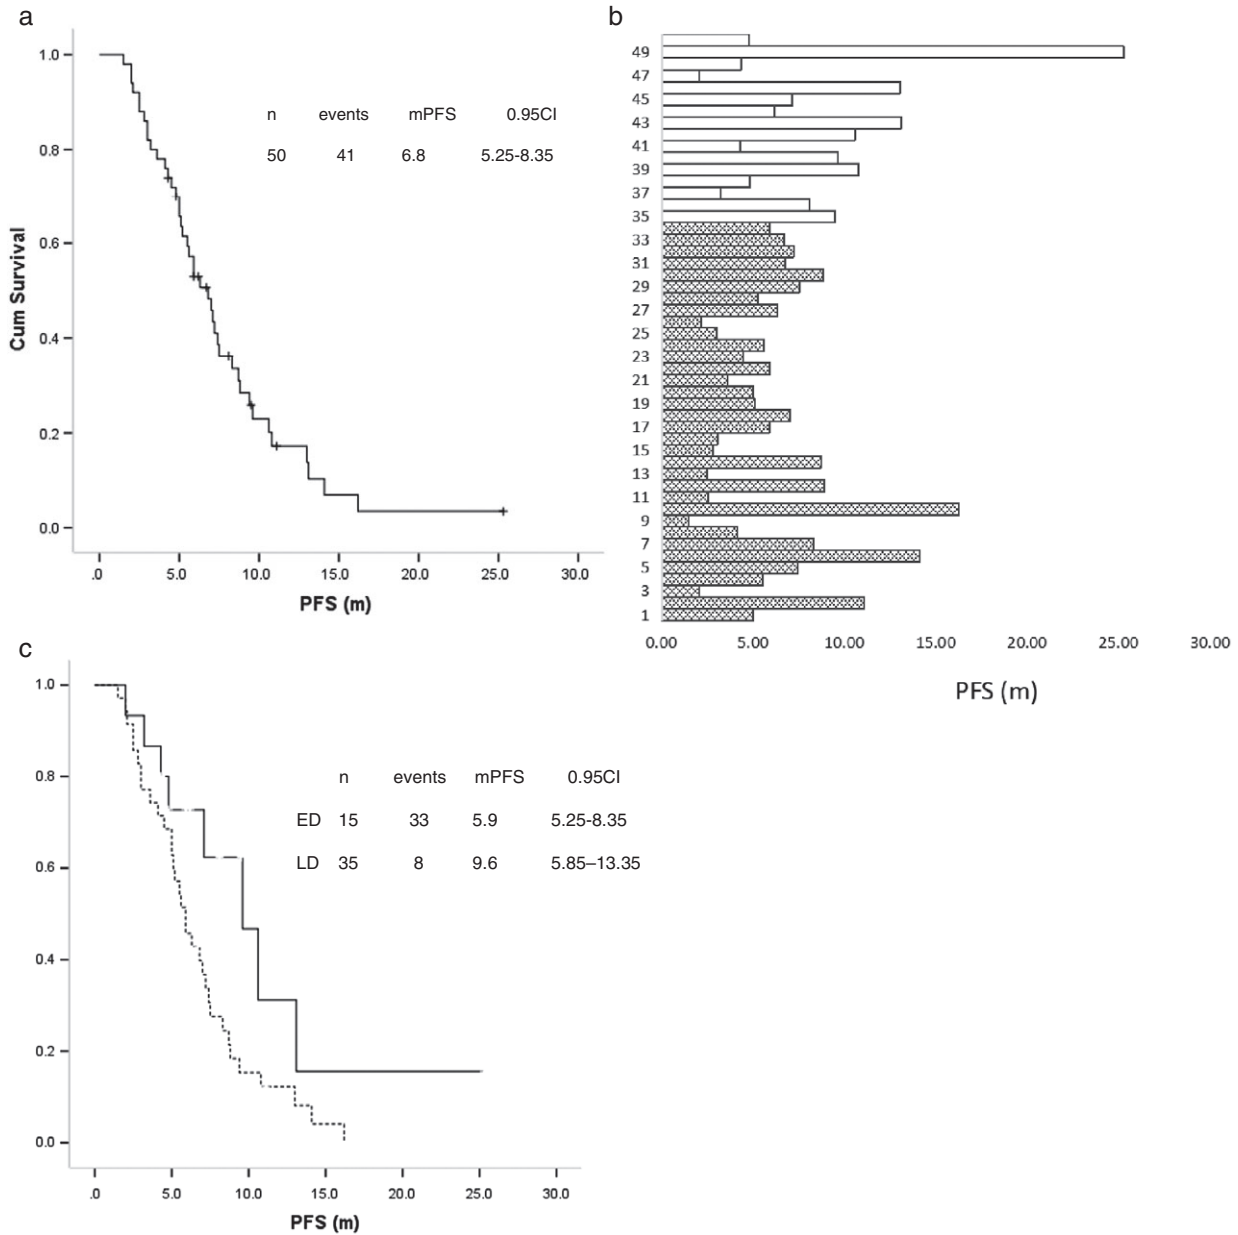 a
1.0
0.8
0.6
0.4
0.2
0.0
Cum Survival
n events mPFS 0.95CI
50 41 6.8 5.25-8.35
.0 5.0 10.0 15.0 20.0 25.0 30.0
PFS (m)
b
49
47
45
43
41
39
37
35
33
31
29
27
25
23
21
19
17
15
13
11
9
7
5
3
1
0.00 5.00 10.00 15.00 20.00 25.00 30.00
PFS (m)
c
1.0
0.8
0.6
0.4
0.2
0.0
n events mPFS 0.95CI
ED 15 33 5.9 5.25-8.35
LD 35 8 9.6 5.85–13.35
.0 5.0 10.0 15.0 20.0 25.0 30.0
PFS (m)